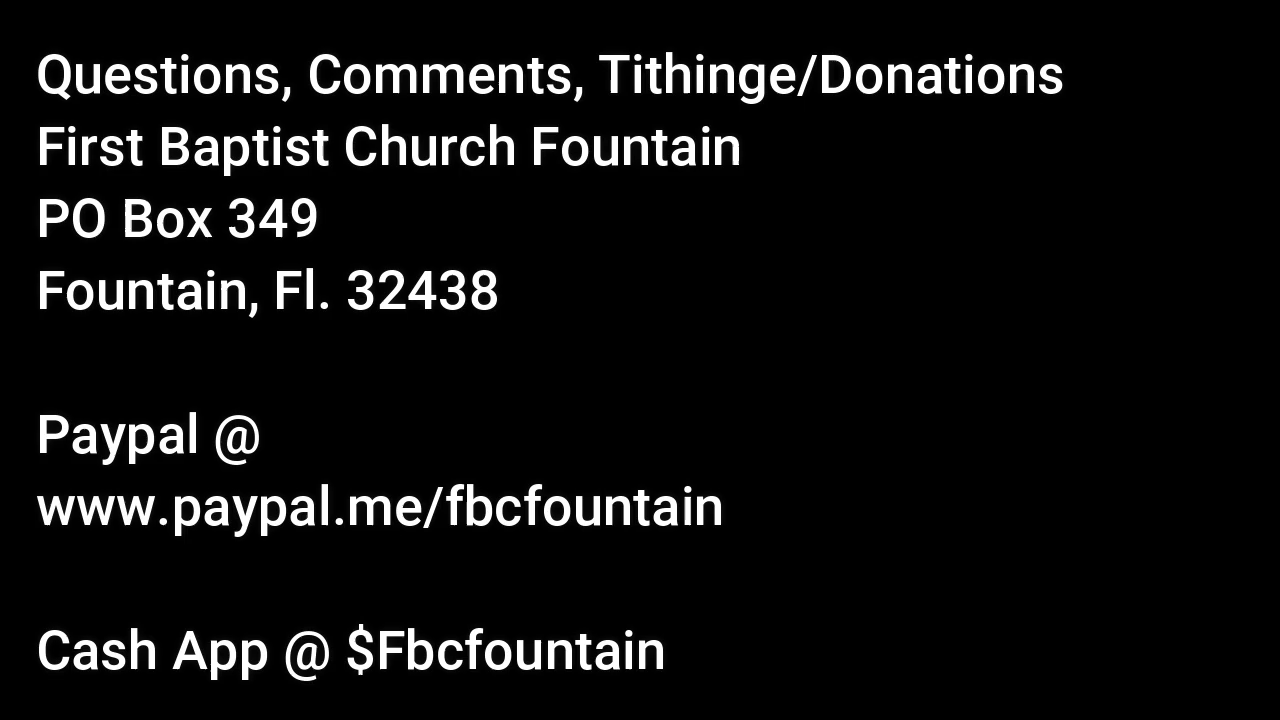 Questions, Comments, Tithinge/Donations
First Baptist Church Fountain
PO Box 349
Fountain, Fl. 32438
Paypal @
www.paypal.me/fbcfountain
Cash App @ $Fbcfountain